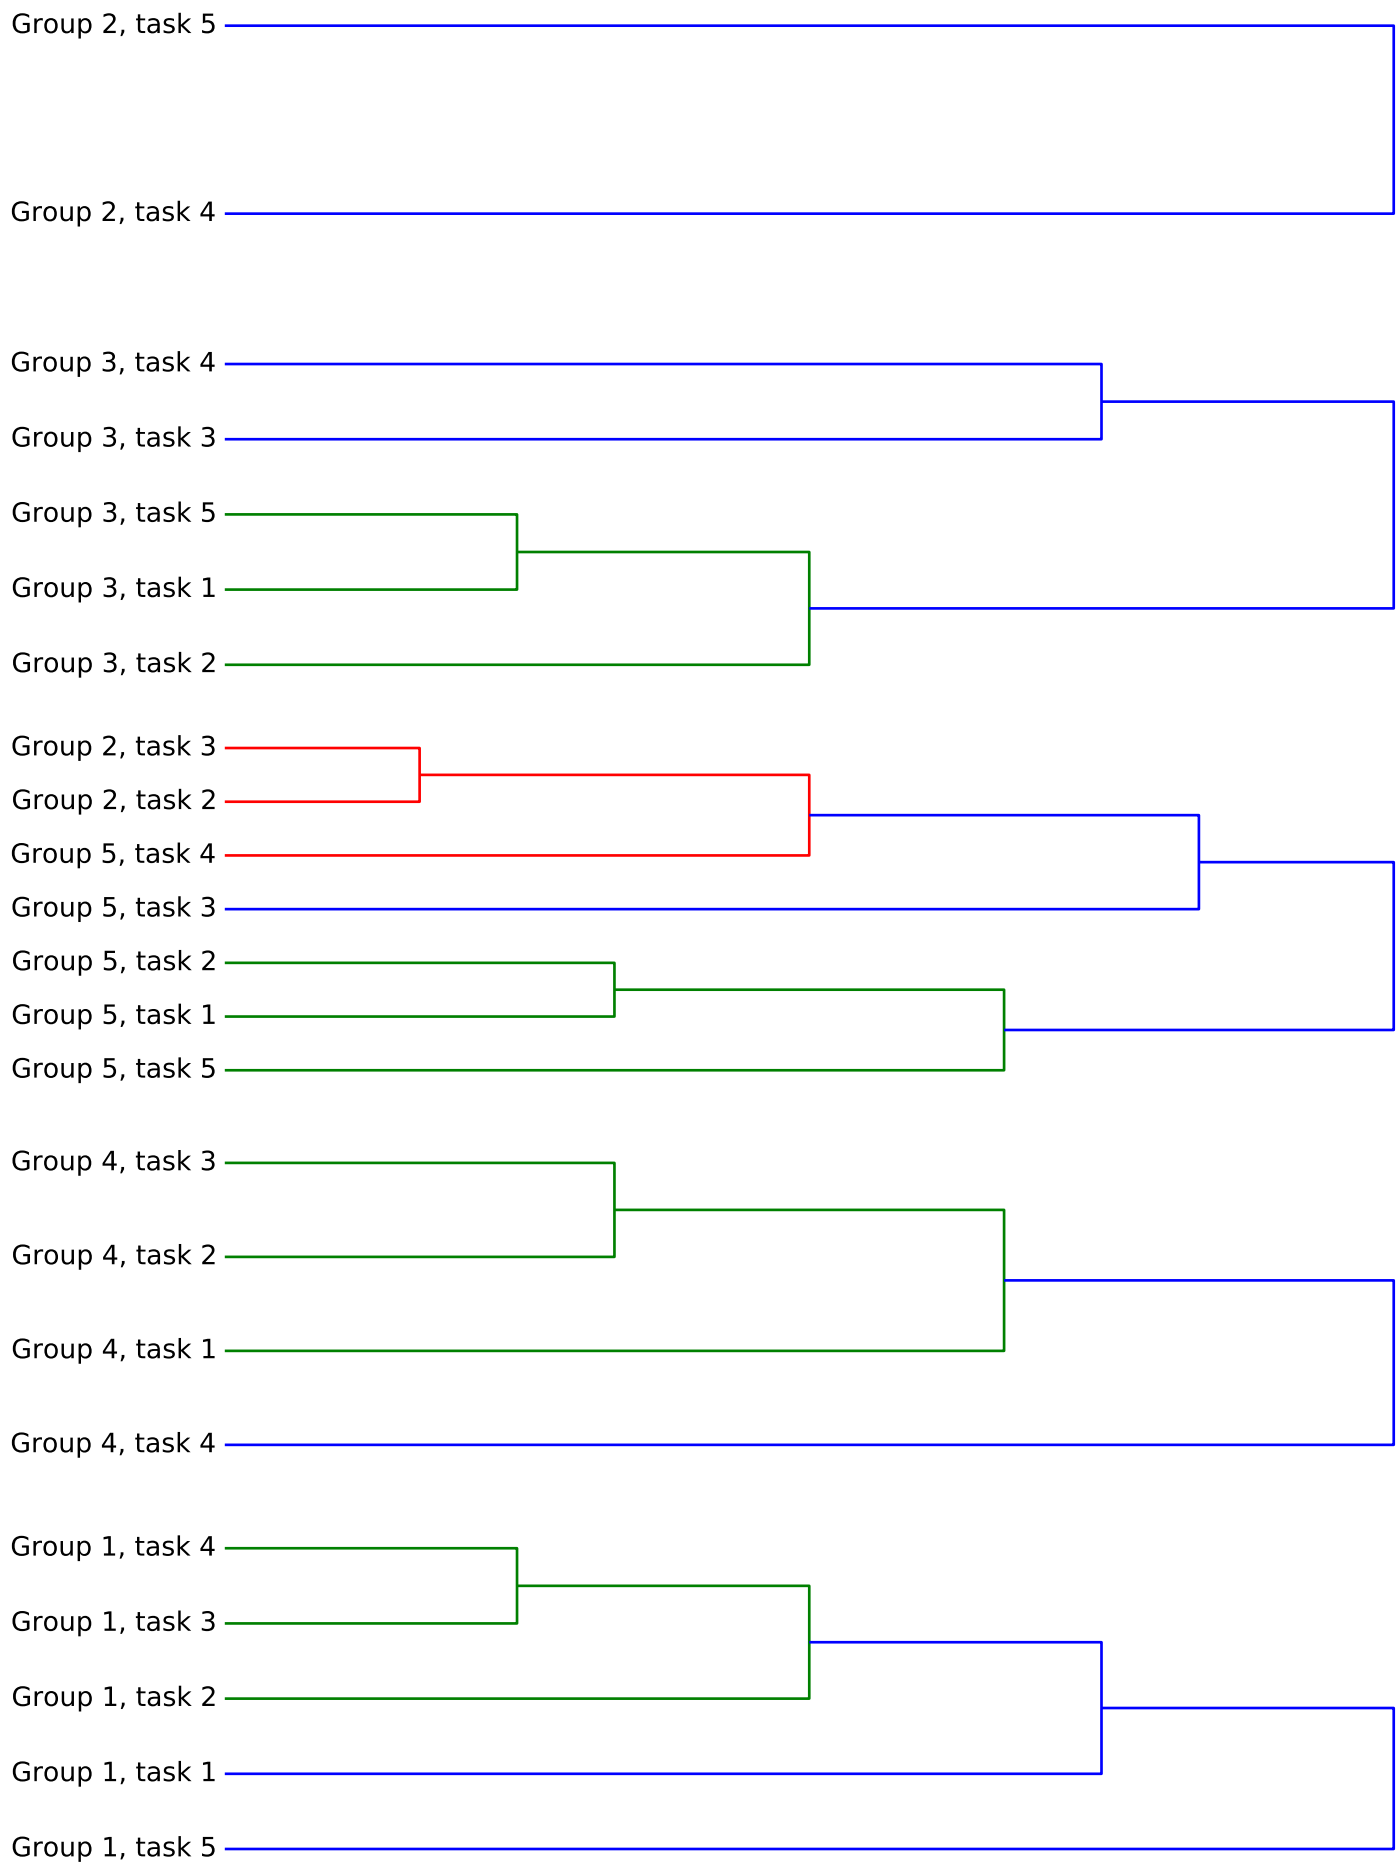 Group 2, task 5
Group 2, task 4
Group 3, task 4
Group 3, task 3
Group 3, task 5
Group 3, task 1
Group 3, task 2
Group 2, task 3
Group 2, task 2
Group 5, task 4
Group 5, task 3
Group 5, task 2
Group 5, task 1
Group 5, task 5
Group 4, task 3
Group 4, task 2
Group 4, task 1
Group 4, task 4
Group 1, task 4
Group 1, task 3
Group 1, task 2
Group 1, task 1
Group 1, task 5